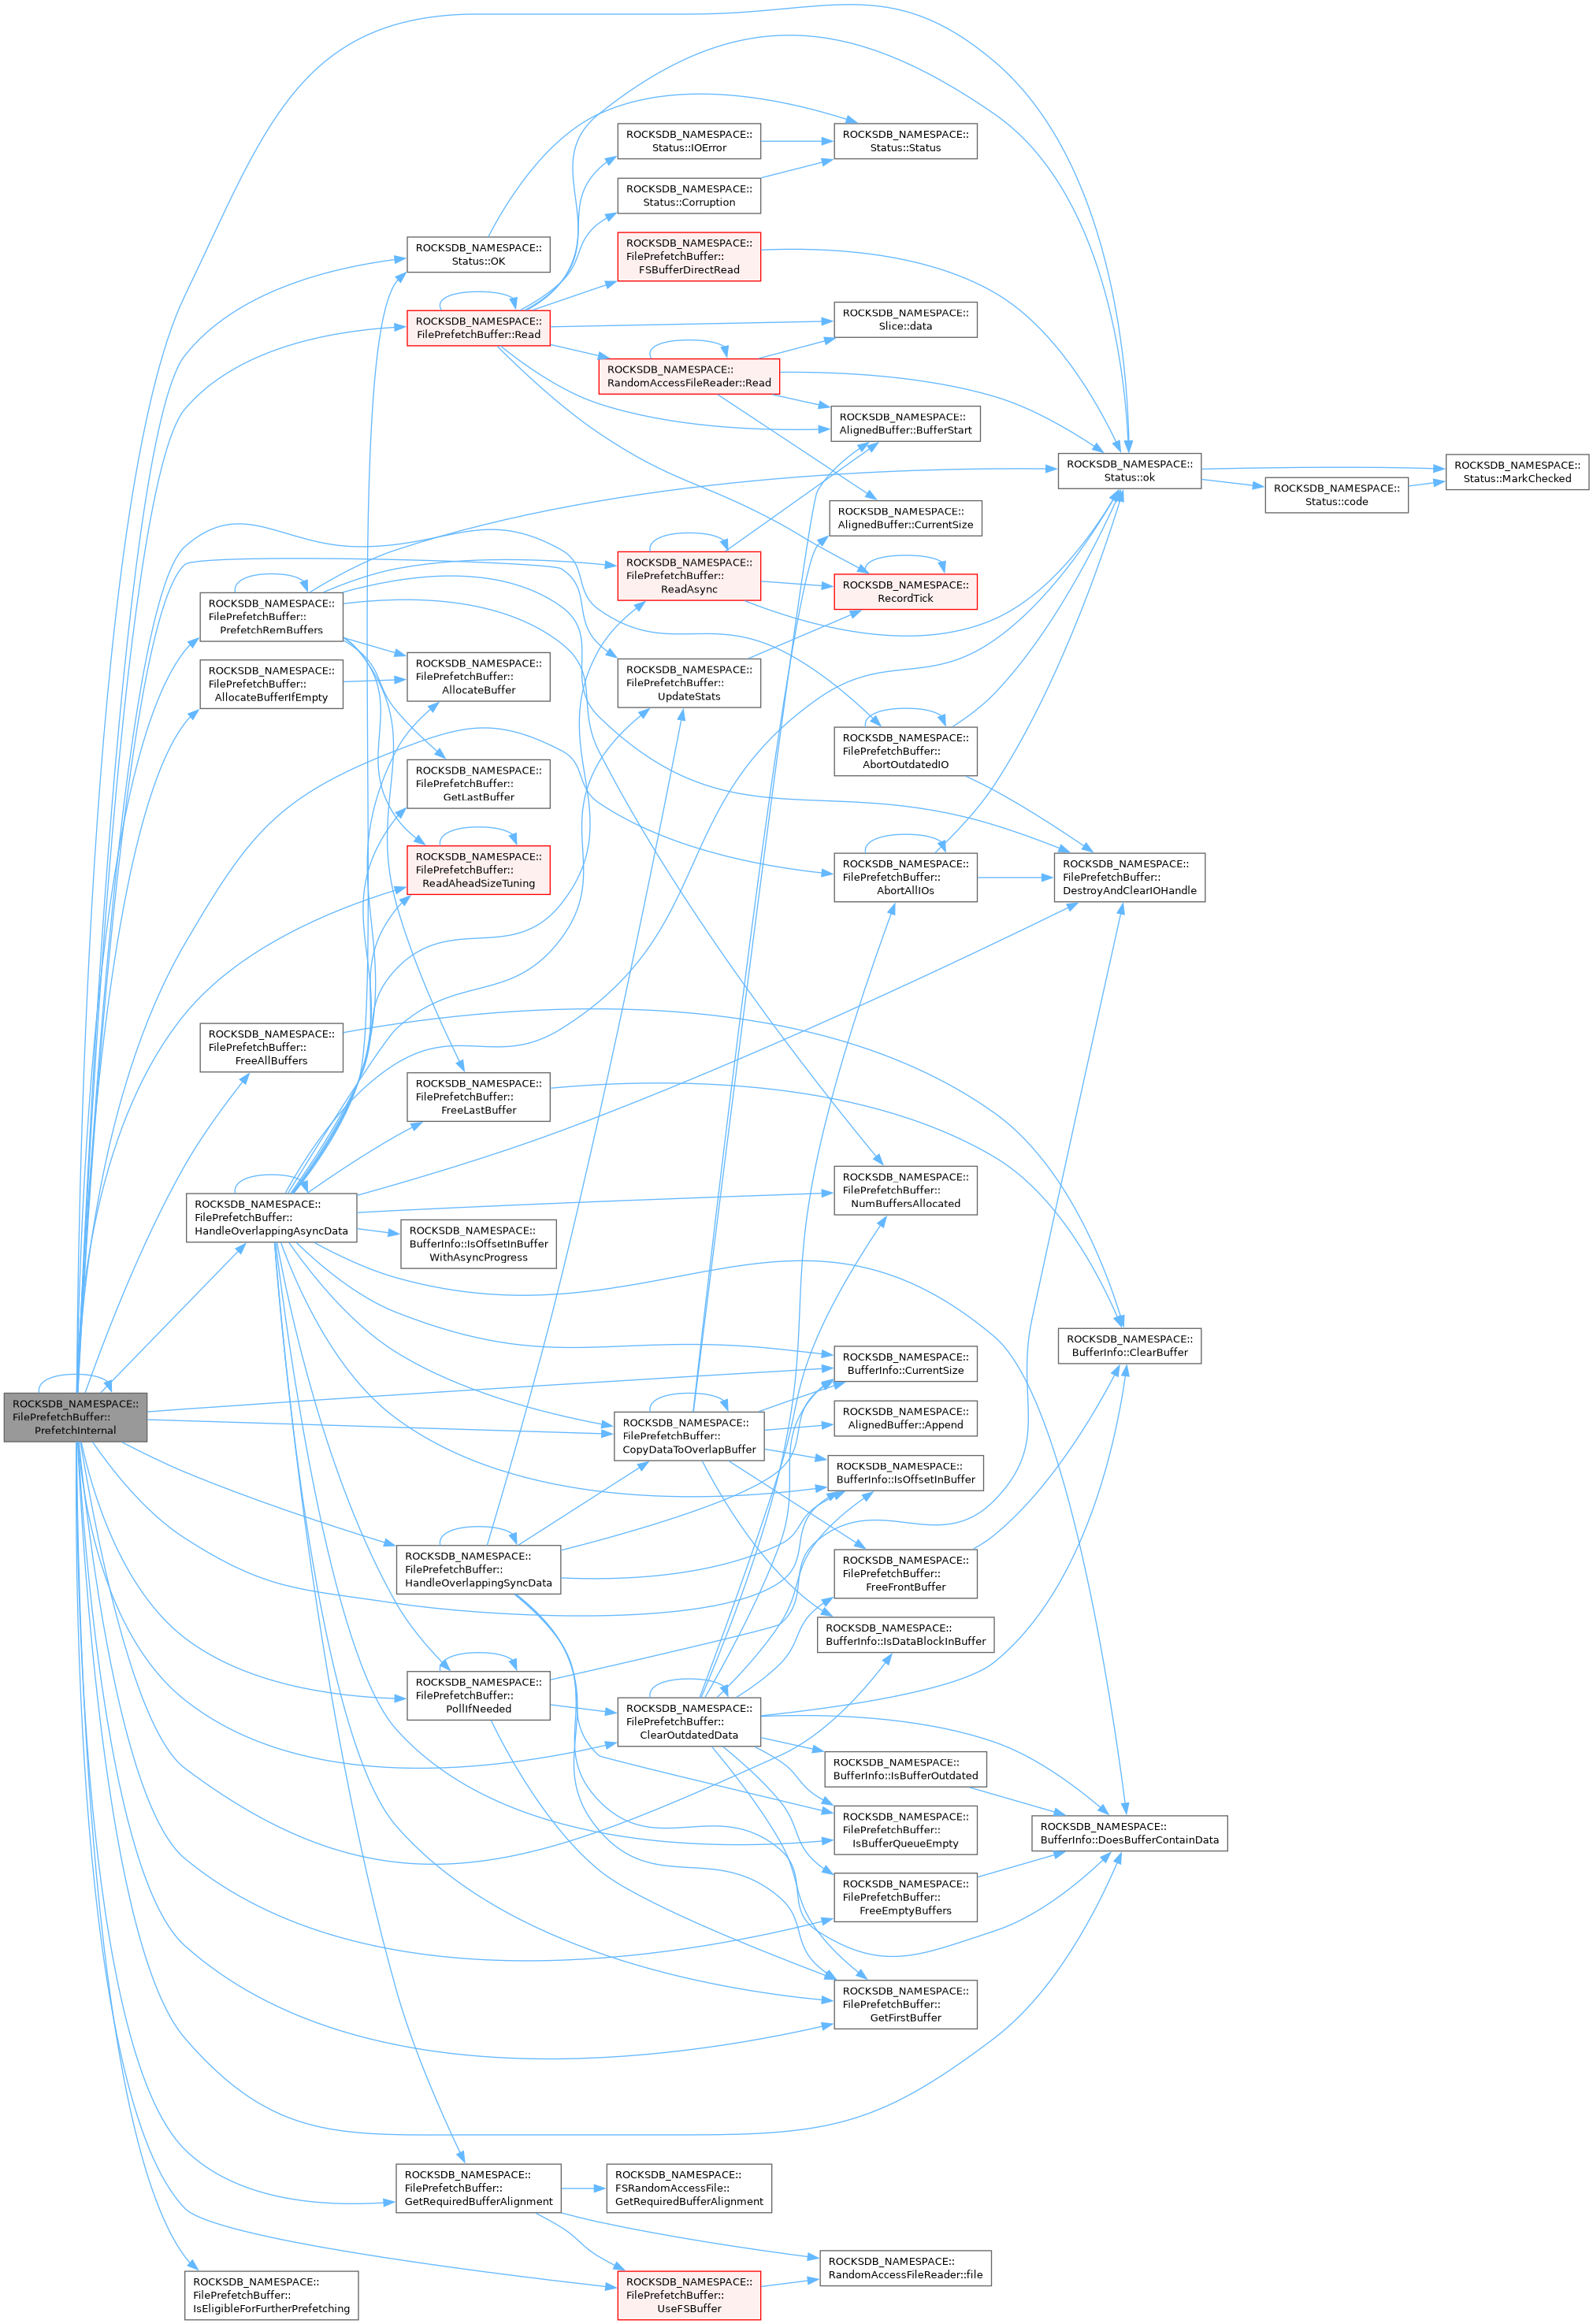 ROCKSDB_NAMESPACE::
Status::IOError
ROCKSDB_NAMESPACE::
Status::Status
ROCKSDB_NAMESPACE::
Status::Corruption
ROCKSDB_NAMESPACE::
Status::OK
ROCKSDB_NAMESPACE::
FilePrefetchBuffer::
FSBufferDirectRead
ROCKSDB_NAMESPACE::
FilePrefetchBuffer::Read
ROCKSDB_NAMESPACE::
Slice::data
ROCKSDB_NAMESPACE::
RandomAccessFileReader::Read
ROCKSDB_NAMESPACE::
AlignedBuffer::BufferStart
ROCKSDB_NAMESPACE::
Status::ok
ROCKSDB_NAMESPACE::
Status::MarkChecked
ROCKSDB_NAMESPACE::
Status::code
ROCKSDB_NAMESPACE::
AlignedBuffer::CurrentSize
ROCKSDB_NAMESPACE::
FilePrefetchBuffer::
ReadAsync
ROCKSDB_NAMESPACE::
RecordTick
ROCKSDB_NAMESPACE::
FilePrefetchBuffer::
PrefetchRemBuffers
ROCKSDB_NAMESPACE::
FilePrefetchBuffer::
AllocateBufferIfEmpty
ROCKSDB_NAMESPACE::
FilePrefetchBuffer::
AllocateBuffer
ROCKSDB_NAMESPACE::
FilePrefetchBuffer::
UpdateStats
ROCKSDB_NAMESPACE::
FilePrefetchBuffer::
AbortOutdatedIO
ROCKSDB_NAMESPACE::
FilePrefetchBuffer::
GetLastBuffer
ROCKSDB_NAMESPACE::
FilePrefetchBuffer::
ReadAheadSizeTuning
ROCKSDB_NAMESPACE::
FilePrefetchBuffer::
AbortAllIOs
ROCKSDB_NAMESPACE::
FilePrefetchBuffer::
DestroyAndClearIOHandle
ROCKSDB_NAMESPACE::
FilePrefetchBuffer::
FreeAllBuffers
ROCKSDB_NAMESPACE::
FilePrefetchBuffer::
FreeLastBuffer
ROCKSDB_NAMESPACE::
FilePrefetchBuffer::
NumBuffersAllocated
ROCKSDB_NAMESPACE::
FilePrefetchBuffer::
HandleOverlappingAsyncData
ROCKSDB_NAMESPACE::
BufferInfo::IsOffsetInBuffer
WithAsyncProgress
ROCKSDB_NAMESPACE::
BufferInfo::ClearBuffer
ROCKSDB_NAMESPACE::
BufferInfo::CurrentSize
ROCKSDB_NAMESPACE::
FilePrefetchBuffer::
PrefetchInternal
ROCKSDB_NAMESPACE::
AlignedBuffer::Append
ROCKSDB_NAMESPACE::
FilePrefetchBuffer::
CopyDataToOverlapBuffer
ROCKSDB_NAMESPACE::
BufferInfo::IsOffsetInBuffer
ROCKSDB_NAMESPACE::
FilePrefetchBuffer::
HandleOverlappingSyncData
ROCKSDB_NAMESPACE::
FilePrefetchBuffer::
FreeFrontBuffer
ROCKSDB_NAMESPACE::
BufferInfo::IsDataBlockInBuffer
ROCKSDB_NAMESPACE::
FilePrefetchBuffer::
PollIfNeeded
ROCKSDB_NAMESPACE::
FilePrefetchBuffer::
ClearOutdatedData
ROCKSDB_NAMESPACE::
BufferInfo::IsBufferOutdated
ROCKSDB_NAMESPACE::
FilePrefetchBuffer::
IsBufferQueueEmpty
ROCKSDB_NAMESPACE::
BufferInfo::DoesBufferContainData
ROCKSDB_NAMESPACE::
FilePrefetchBuffer::
FreeEmptyBuffers
ROCKSDB_NAMESPACE::
FilePrefetchBuffer::
GetFirstBuffer
ROCKSDB_NAMESPACE::
FilePrefetchBuffer::
GetRequiredBufferAlignment
ROCKSDB_NAMESPACE::
FSRandomAccessFile::
GetRequiredBufferAlignment
ROCKSDB_NAMESPACE::
RandomAccessFileReader::file
ROCKSDB_NAMESPACE::
FilePrefetchBuffer::
IsEligibleForFurtherPrefetching
ROCKSDB_NAMESPACE::
FilePrefetchBuffer::
UseFSBuffer